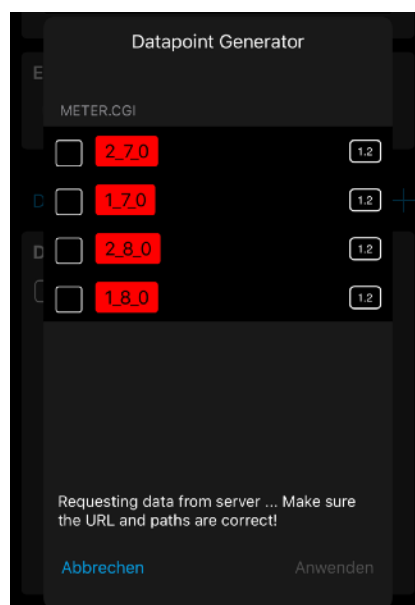 Datapoint Generator
E
METER.CGI
2_7_0 1.2
D 1_7_0 1.2 +
D 2_8_0 1.2
1_8_0 1.2
Requesting data from server ... Make sure
the URL and paths are correct!
Abbrechen Anwenden